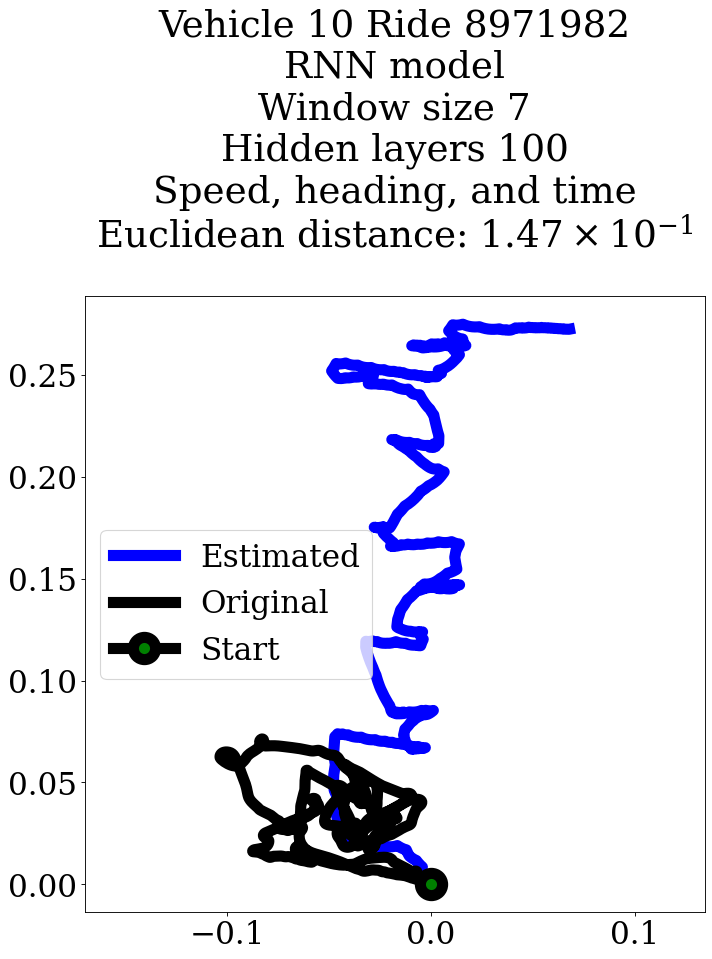 Vehicle 10 Ride 8971982
RNN model
Window size 7
Hidden layers 100
Speed, heading, and time
Euclidean distance: 1.47 × 10⁻¹
0.25
0.20
0.15
0.10
0.05
0.00
Estimated
Original
Start
−0.1
0.0
0.1